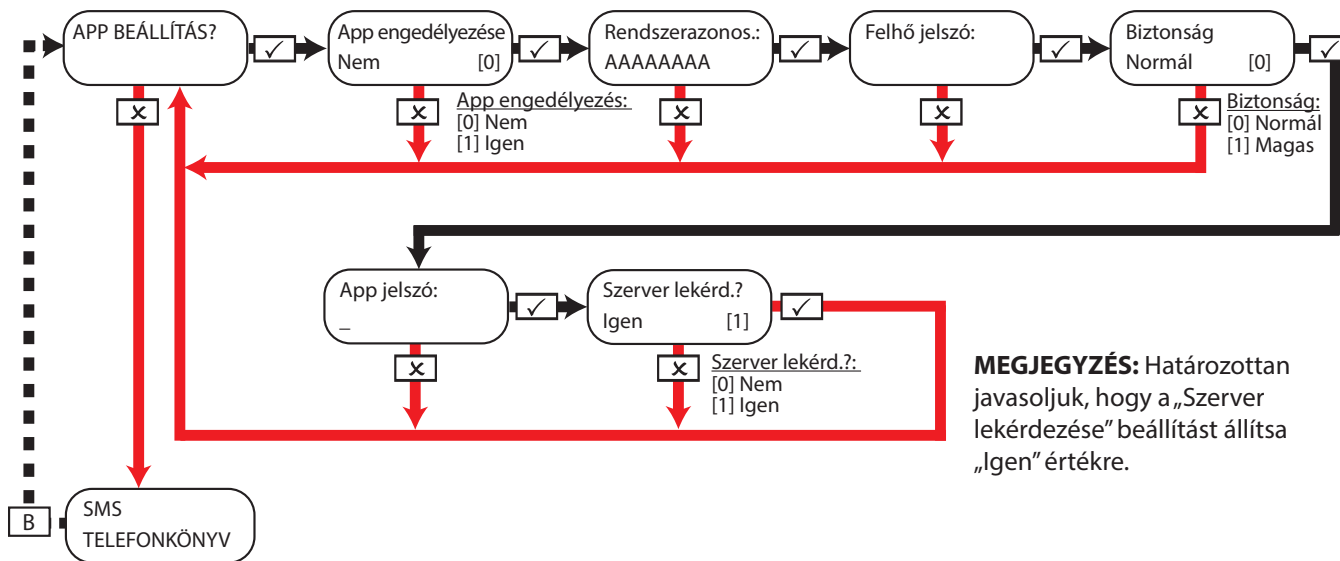 APP BEÁLLÍTÁS?
App engedélyezése
Nem [0]
Rendszerazonos.:
AAAAAAAA
Felhő jelszó:
Biztonság
Normál [0]
App engedélyezés:
[0] Nem
[1] Igen
Biztonság:
[0] Normál
[1] Magas
App jelszó:
_
Szerver lekérd.?
Igen [1]
Szerver lekérd.?:
[0] Nem
[1] Igen
MEGJEGYZÉS: Határozottan
javasoljuk, hogy a „Szerver
lekérdezése” beállítást állítsa
„Igen” értékre.
B
SMS
TELEFONKÖNYV